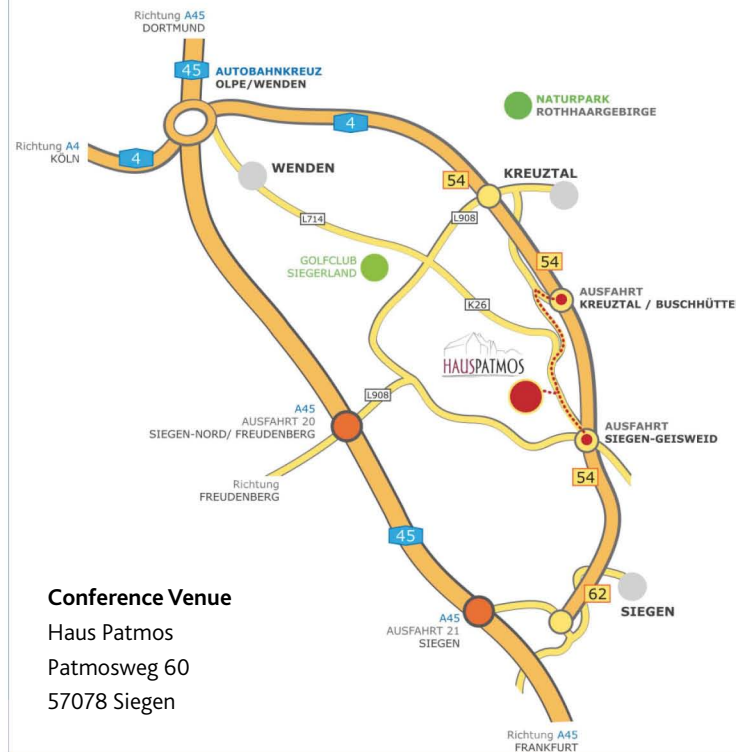 Richtung A45
DORTMUND
45
AUTOBAHNKREUZ
OLPE/WENDEN
NATURPARK
ROTHHAARGEBIRGE
4
Richtung A4
KÖLN
4
WENDEN
54
KREUZTAL
L714
L908
GOLFCLUB
SIEGERLAND
54
AUSFAHRT
KREUZTAL / BUSCHHÜTTE
K26
HAUSPATMOS
L908
A45
AUSFAHRT 20
SIEGEN-NORD/ FREUDENBERG
AUSFAHRT
SIEGEN-GEISWEID
54
Richtung
FREUDENBERG
45
62
SIEGEN
A45
AUSFAHRT 21
SIEGEN
Conference Venue
Haus Patmos
Patmosweg 60
57078 Siegen
Richtung A45
FRANKFURT